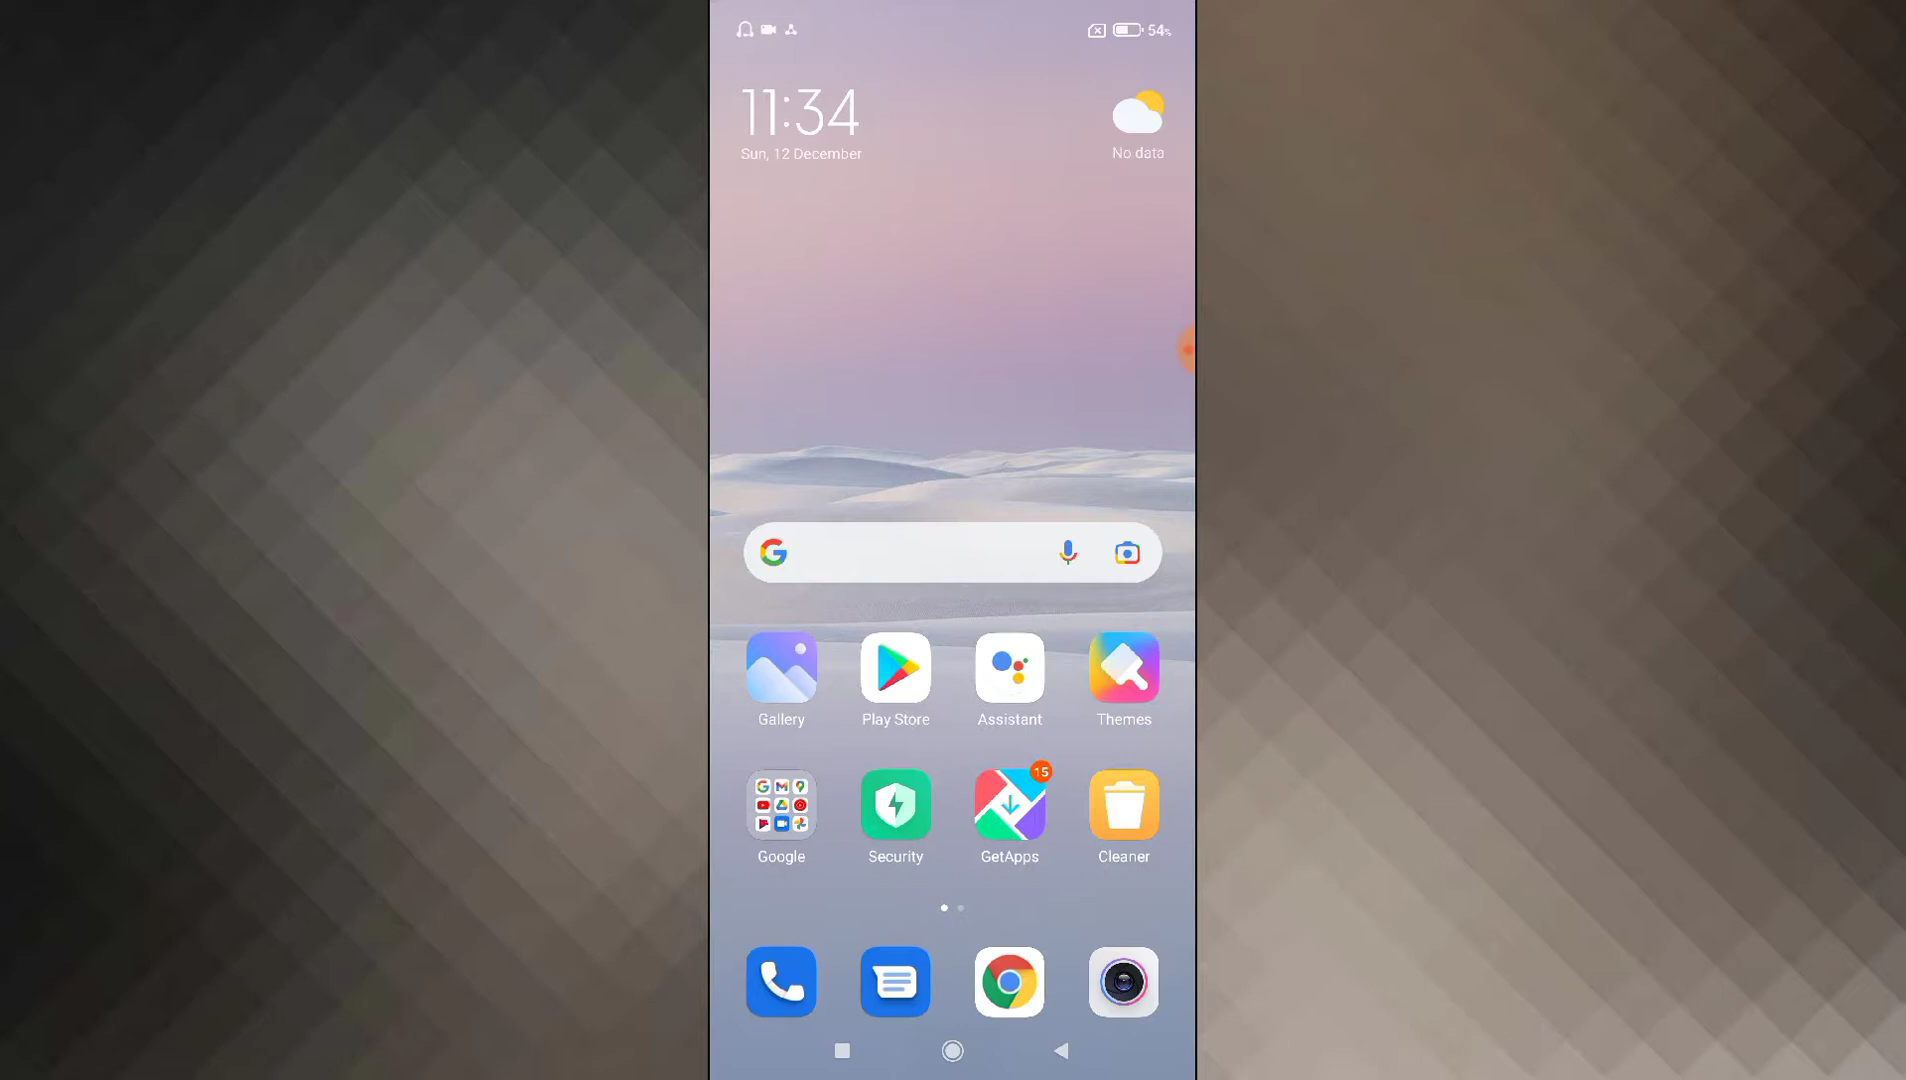 54%
11:34
Sun, 12 December
No data
Gallery
Play Store
Assistant
Themes
15
Google
Security
GetApps
Cleaner